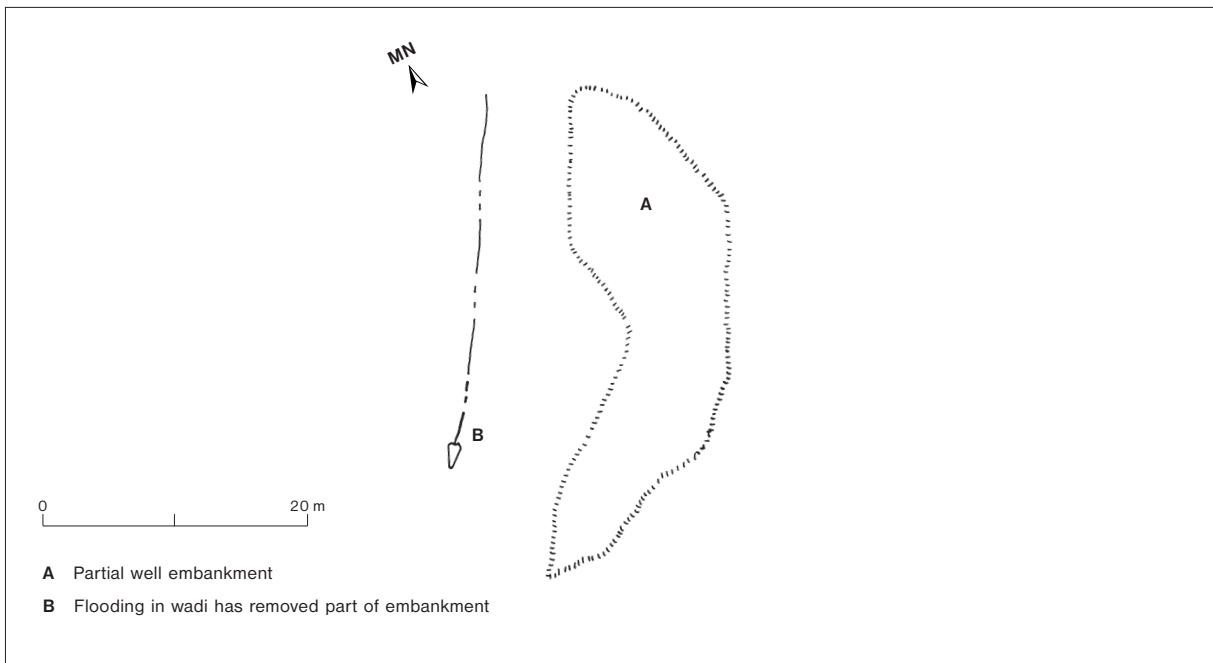 MN
A
B
0 20 m
A Partial well embankment
B Flooding in wadi has removed part of embankment